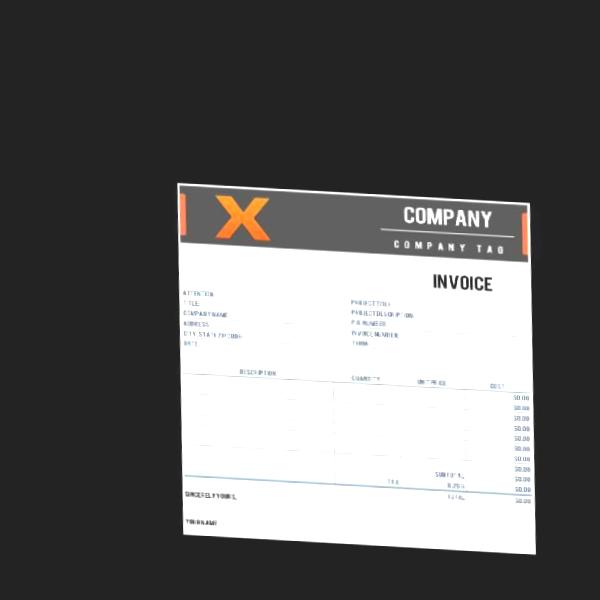 X
COMPANY
COMPANY TAG
INVOICE
ATTENTION
TITLE:
COMPANY NAME
ADDRESS
CITY, STATE ZIP CODE
DATE
PROJECT TITLE:
PROJECT DESCRIPTION:
P.O. NUMBER
INVOICE NUMBER
TERMS
DESCRIPTION QUANTITY UNIT PRICE COST
$0.00
$0.00
$0.00
$0.00
$0.00
$0.00
$0.00
SUBTOTAL $0.00
TAX 8.25% $0.00
$0.00
TOTAL $0.00
SINCERELY YOURS,
YOUR NAME